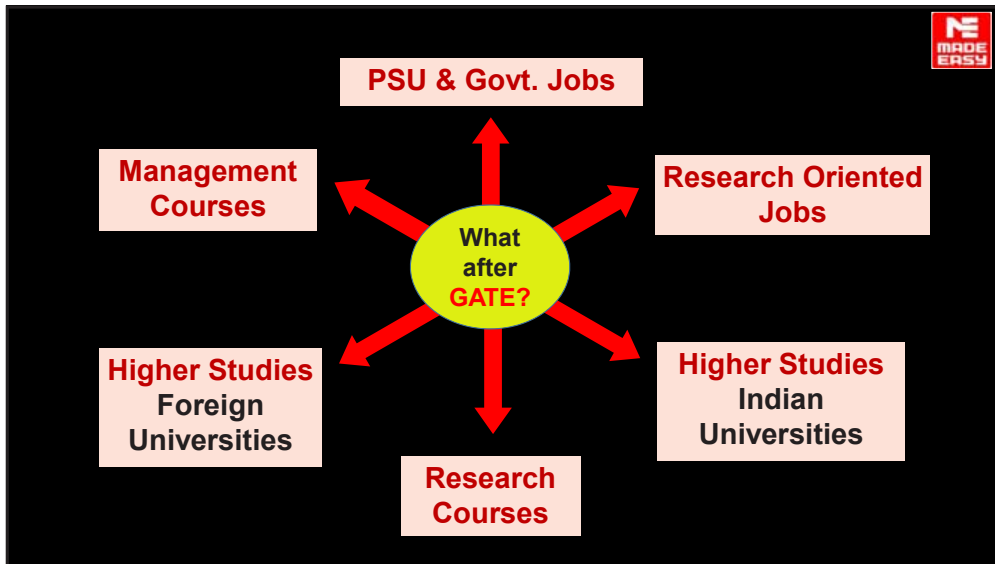 ME
MADE
EASY
PSU & Govt. Jobs
Management
Courses
Research Oriented
Jobs
What
after
GATE?
Higher Studies
Foreign
Universities
Higher Studies
Indian
Universities
Research
Courses